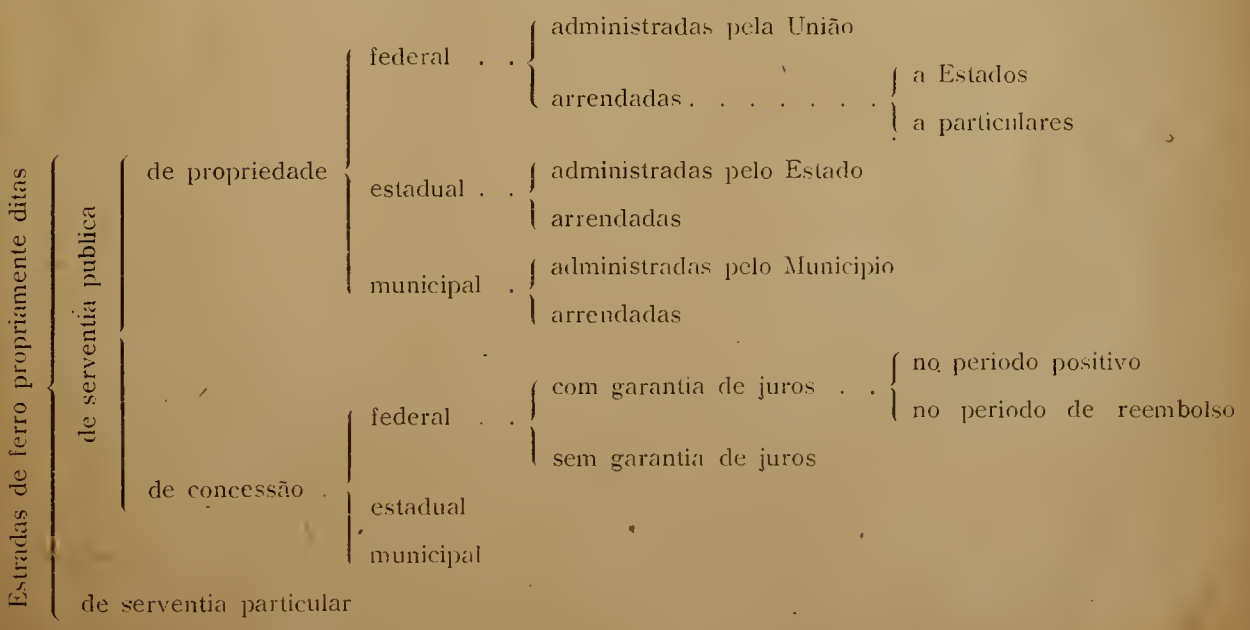 Estradas de ferro propriamente ditas
de serventia publica
de propriedade
federal . .
administradas pela União
arrendadas . . . . . . .
a Estados
a particulares
estadual . .
administradas pelo Estado
arrendadas
municipal .
administradas pelo Municipio
arrendadas
de concessão .
federal . .
com garantia de juros . .
no periodo positivo
no periodo de reembolso
sem garantia de juros
estadual
municipal
de serventia particular